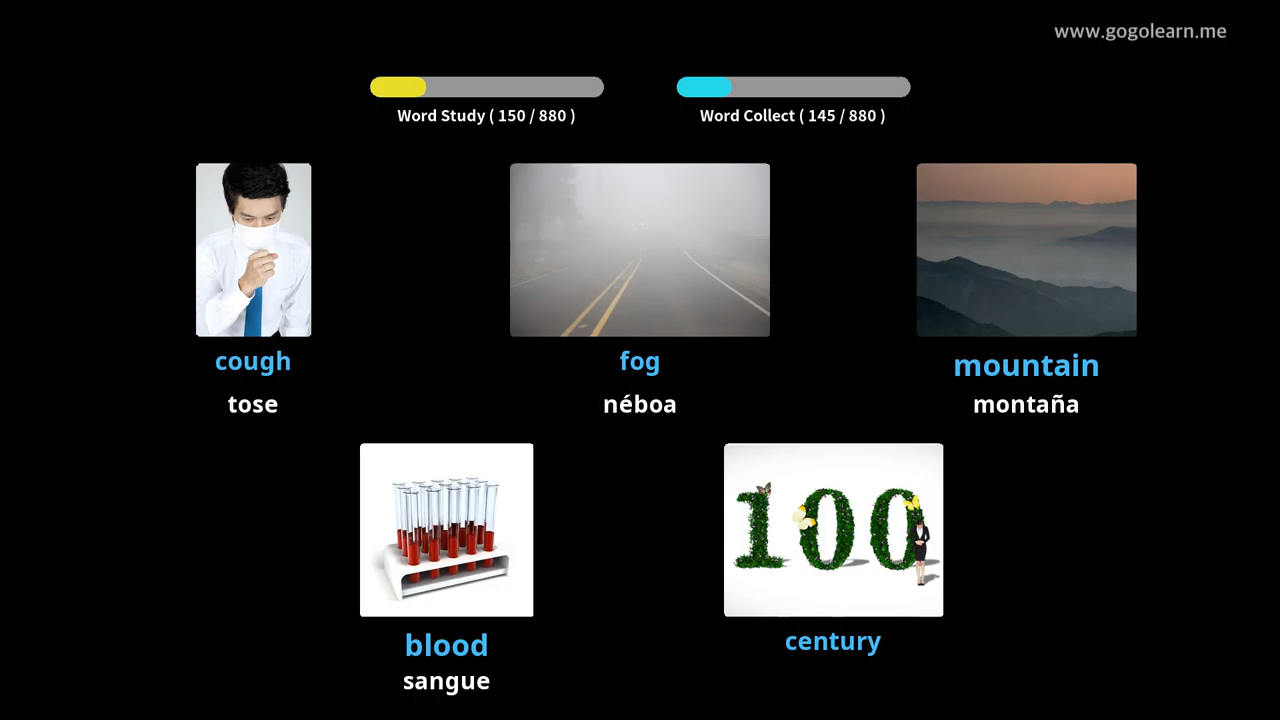 www.gogolearn.me
Word Study ( 150 / 880 )
Word Collect ( 145 / 880 )
cough
fog
mountain
tose
néboa
montaña
100
blood
century
sangue